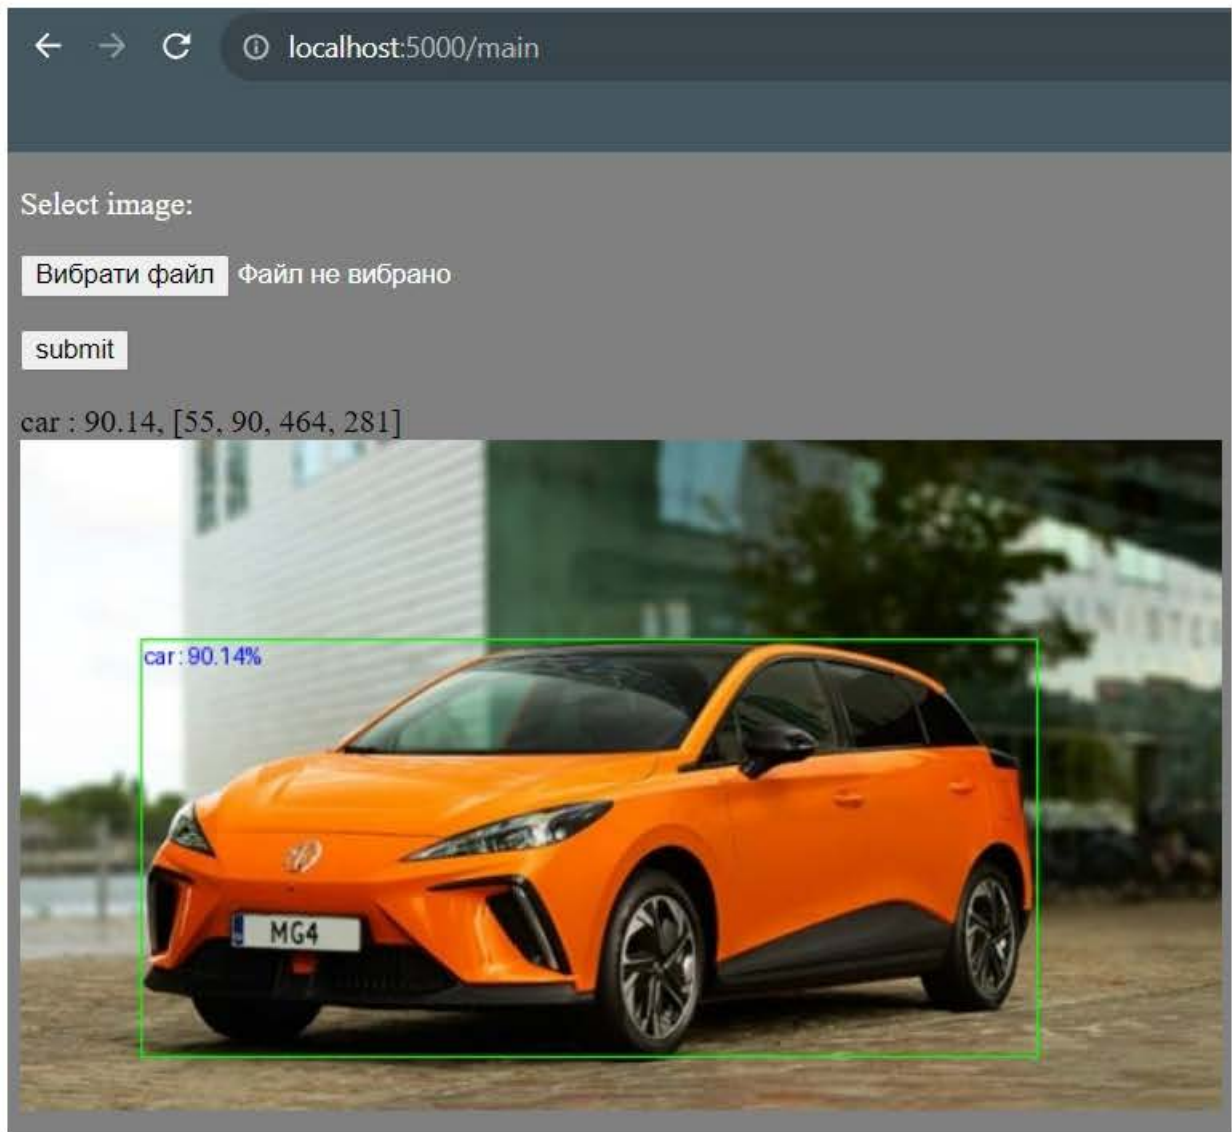 localhost:5000/main
Select image:
Вибрати файл Файл не вибрано
submit
car : 90.14, [55, 90, 464, 281]
car:90.14%
MG4